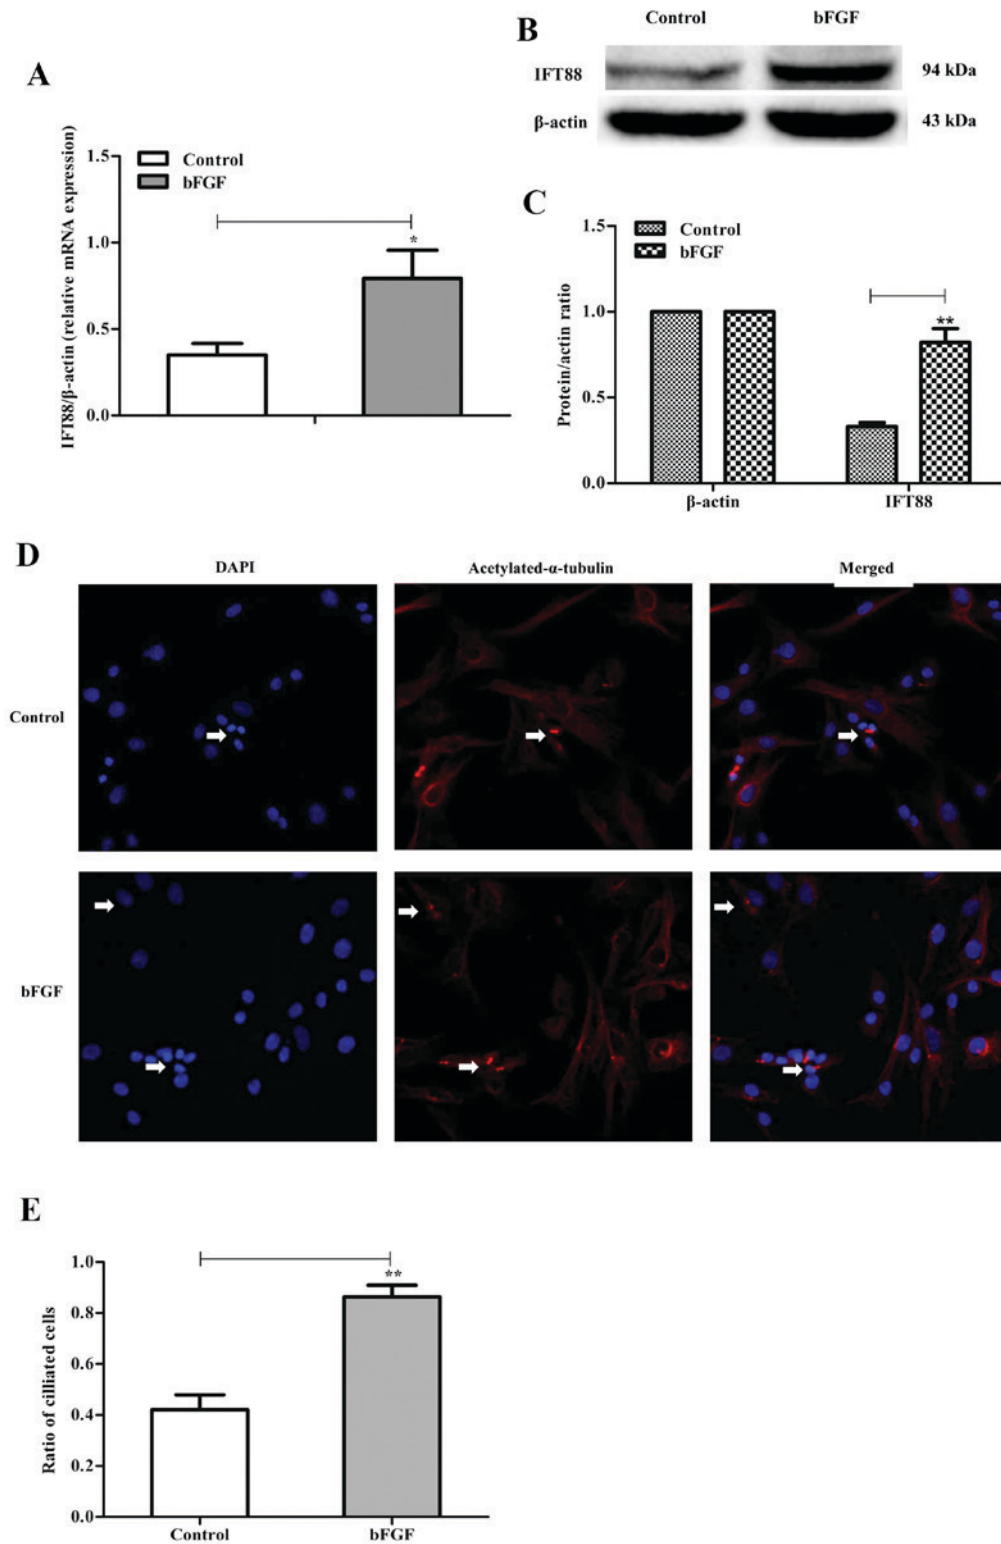 A
IFT88/β-actin (relative mRNA expression)
1.5
1.0
0.5
0.0
Control
bFGF
*
B
Control bFGF
IFT88 94 kDa
β-actin 43 kDa
C
Protein/actin ratio
1.5
1.0
0.5
0.0
Control
bFGF
**
β-actin IFT88
D
DAPI Acetylated-α-tubulin Merged
Control
bFGF
E
Ratio of cilliated cells
1.0
0.8
0.6
0.4
0.2
0.0
**
Control bFGF